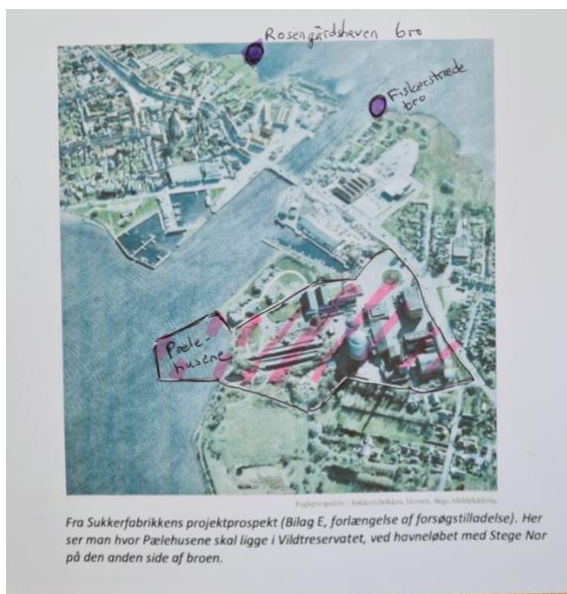 Rosengårdshaven bro
Fiskerstræde
bro
Pæle-
husene
Fra Sukkerfabrikkens projektprospekt (Bilag E, forlængelse af forsøgstilladelse). Her
ser man hvor Pælehusene skal ligge i Vildtreservatet, ved havneløbet med Stege Nor
på den anden side af broen.